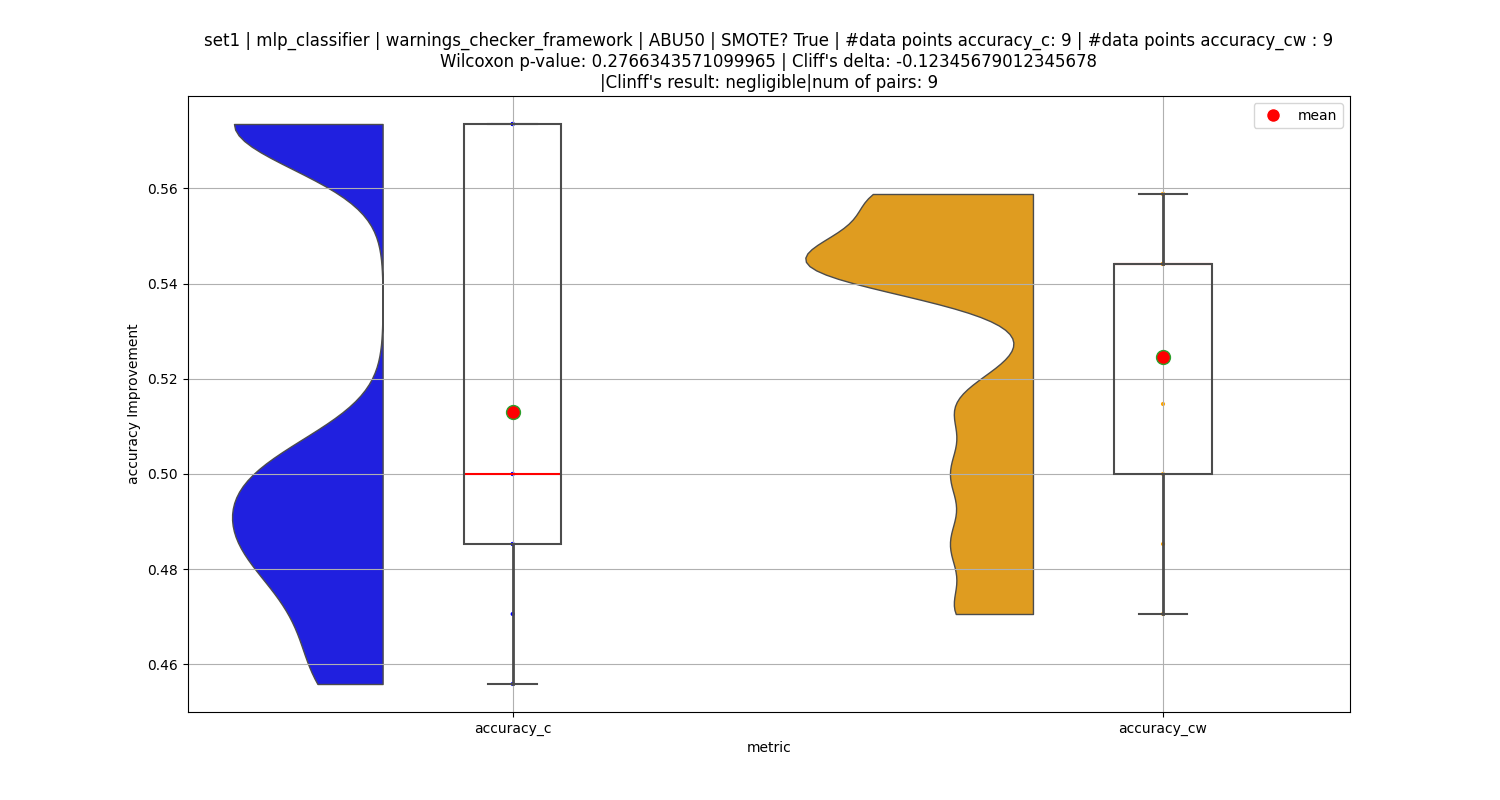 set1 | mlp_classifier | warnings_checker_framework | ABU50 | SMOTE? True | #data points accuracy_c: 9 | #data points accuracy_cw : 9
Wilcoxon p-value: 0.2766343571099965 | Cliff's delta: -0.12345679012345678
|Clinff's result: negligible|num of pairs: 9
mean
0.56
0.54
0.52
0.50
0.48
0.46
accuracy Improvement
accuracy_c
accuracy_cw
metric